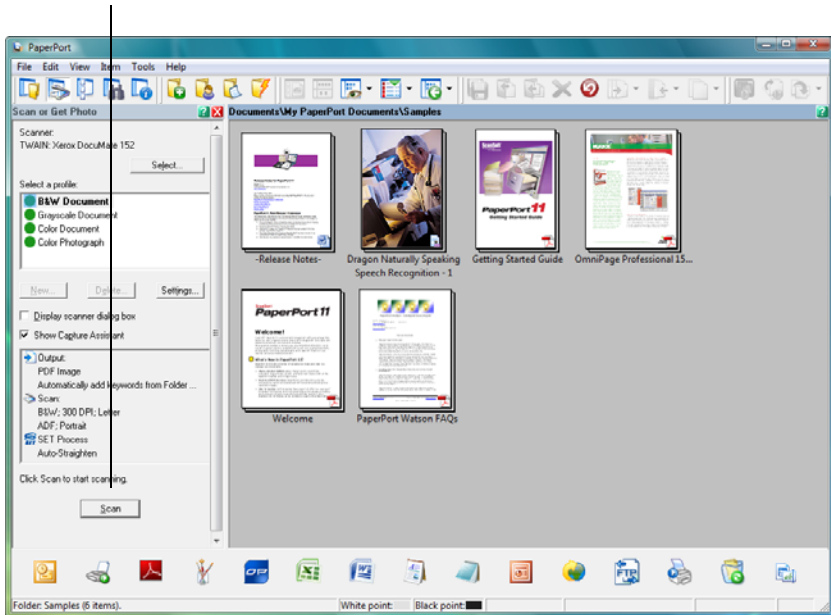 PaperPort
File Edit View Item Tools Help
Scan or Get Photo
Documents\My PaperPort Documents\Samples
Scanner:
TWAIN: Xerox DocuMate 152
Select...
Select a profile:
B&W Document
Grayscale Document
Color Document
Color Photograph
New... Delete... Settings...
Display scanner dialog box
Show Capture Assistant
Output:
PDF Image
Automatically add keywords from Folder ...
Scan:
B&W; 300 DPI; Letter
ADF; Portrait
SET Process
Auto-Straighten
Click Scan to start scanning.
Scan
PaperPort 11
Getting Started Guide
-Release Notes-
Dragon Naturally Speaking Speech Recognition - 1
Getting Started Guide
OmniPage Professional 15...
PaperPort 11
Welcome!
Welcome
PaperPort Watson FAQs
OP
FTP
Folder: Samples (6 items).
White point:
Black point: